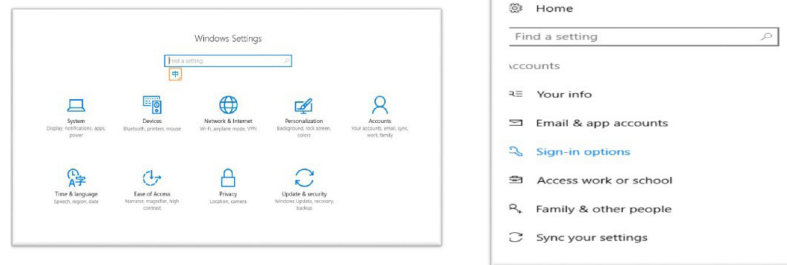 Windows Settings
Find a setting
中
System
Display, notifications, apps,
power
Devices
Bluetooth, printers, mouse
Network & Internet
Wi-Fi, airplane mode, VPN
Personalization
Background, lock screen,
colors
Accounts
Your accounts, email, sync,
work, family
Time & language
Speech, region, date
Ease of Access
Narrator, magnifier, high
contrast
Privacy
Location, camera
Update & security
Windows Update, recovery,
backup
Home
Find a setting
Accounts
Your info
Email & app accounts
Sign-in options
Access work or school
Family & other people
Sync your settings